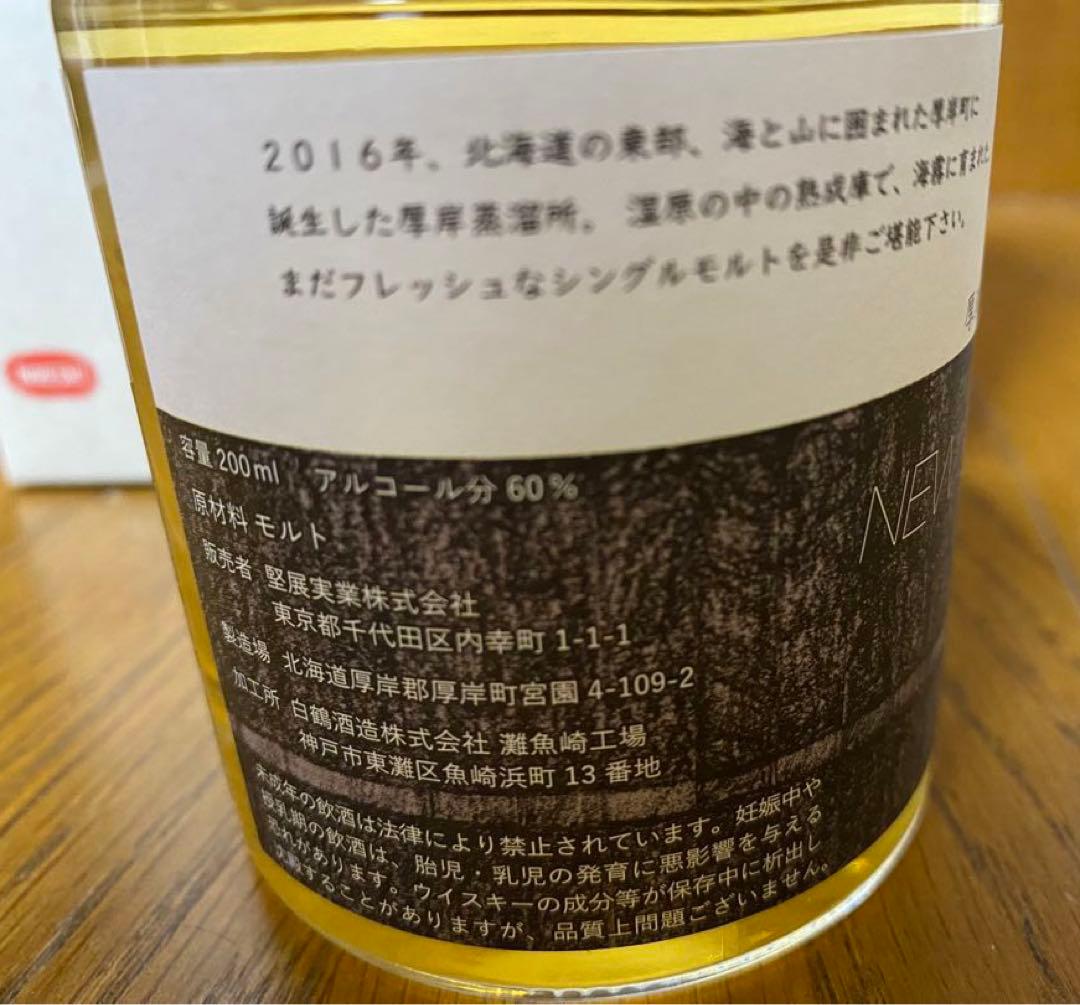 2016年、北海道の東部、海と山に囲まれた厚岸町に
誕生した厚岸蒸溜所。湿原の中の熟成庫で、海霧に育まれた、
まだフレッシュなシングルモルトを是非ご堪能下さい。
厚
容量 200ml アルコール分 60%
原材料 モルト
販売者 堅展実業株式会社
東京都千代田区内幸町 1-1-1
製造場 北海道厚岸郡厚岸町宮園 4-109-2
加工所 白鶴酒造株式会社 灘魚崎工場
神戸市東灘区魚崎浜町 13 番地
NEW
未成年の飲酒は法律により禁止されています。妊娠中や
授乳期の飲酒は、胎児・乳児の発育に悪影響を与える
恐れがあります。ウイスキーの成分等が保存中に析出し
することがありますが、品質上問題ございません。